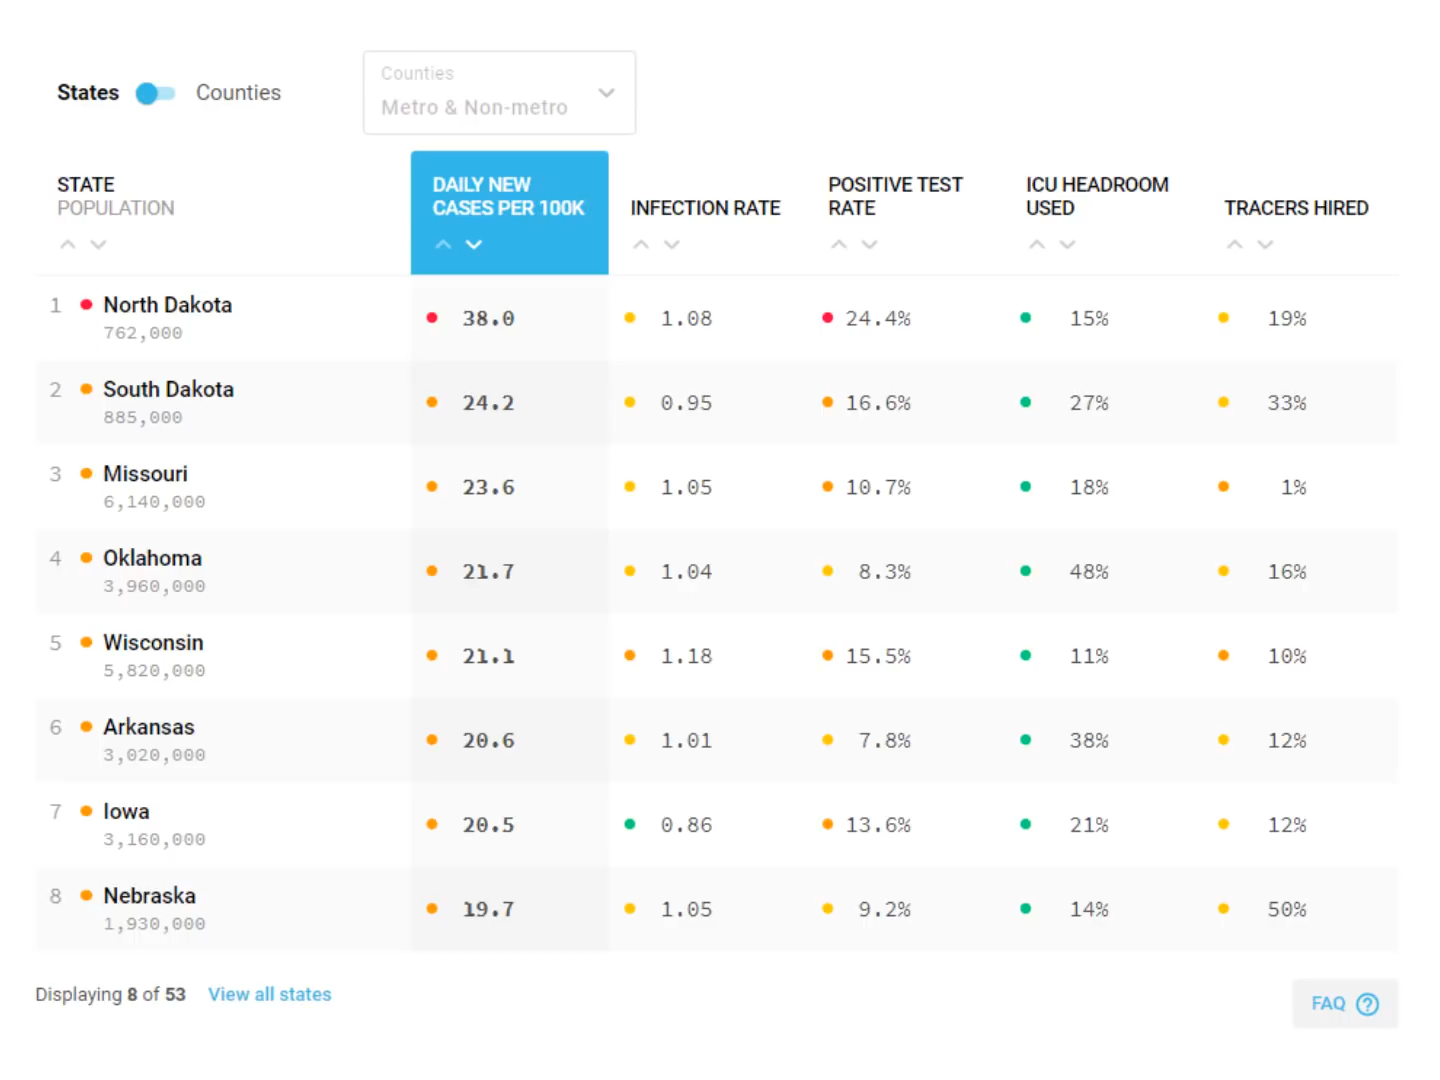 States Counties
Counties
Metro & Non-metro
STATE
POPULATION
DAILY NEW
CASES PER 100K
INFECTION RATE
POSITIVE TEST
RATE
ICU HEADROOM
USED
TRACERS HIRED
1 North Dakota 38.0 1.08 24.4% 15% 19%
762,000
2 South Dakota 24.2 0.95 16.6% 27% 33%
885,000
3 Missouri 23.6 1.05 10.7% 18% 1%
6,140,000
4 Oklahoma 21.7 1.04 8.3% 48% 16%
3,960,000
5 Wisconsin 21.1 1.18 15.5% 11% 10%
5,820,000
6 Arkansas 20.6 1.01 7.8% 38% 12%
3,020,000
7 Iowa 20.5 0.86 13.6% 21% 12%
3,160,000
8 Nebraska 19.7 1.05 9.2% 14% 50%
1,930,000
Displaying 8 of 53 View all states
FAQ ?